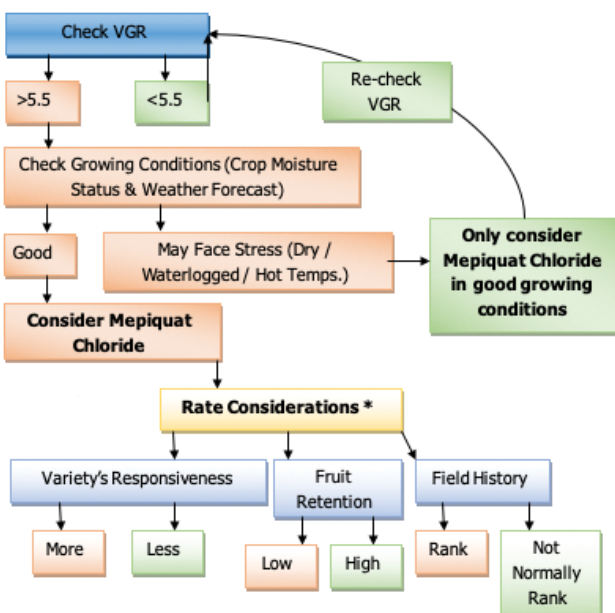 Check VGR
>5.5
<5.5
Re-check
VGR
Check Growing Conditions (Crop Moisture
Status & Weather Forecast)
Good
May Face Stress (Dry /
Waterlogged / Hot Temps.)
Only consider
Mepiquat Chloride
in good growing
conditions
Consider Mepiquat
Chloride
Rate Considerations *
Variety's Responsiveness
Fruit
Retention
Field History
More
Less
Low
High
Rank
Not
Normally
Rank